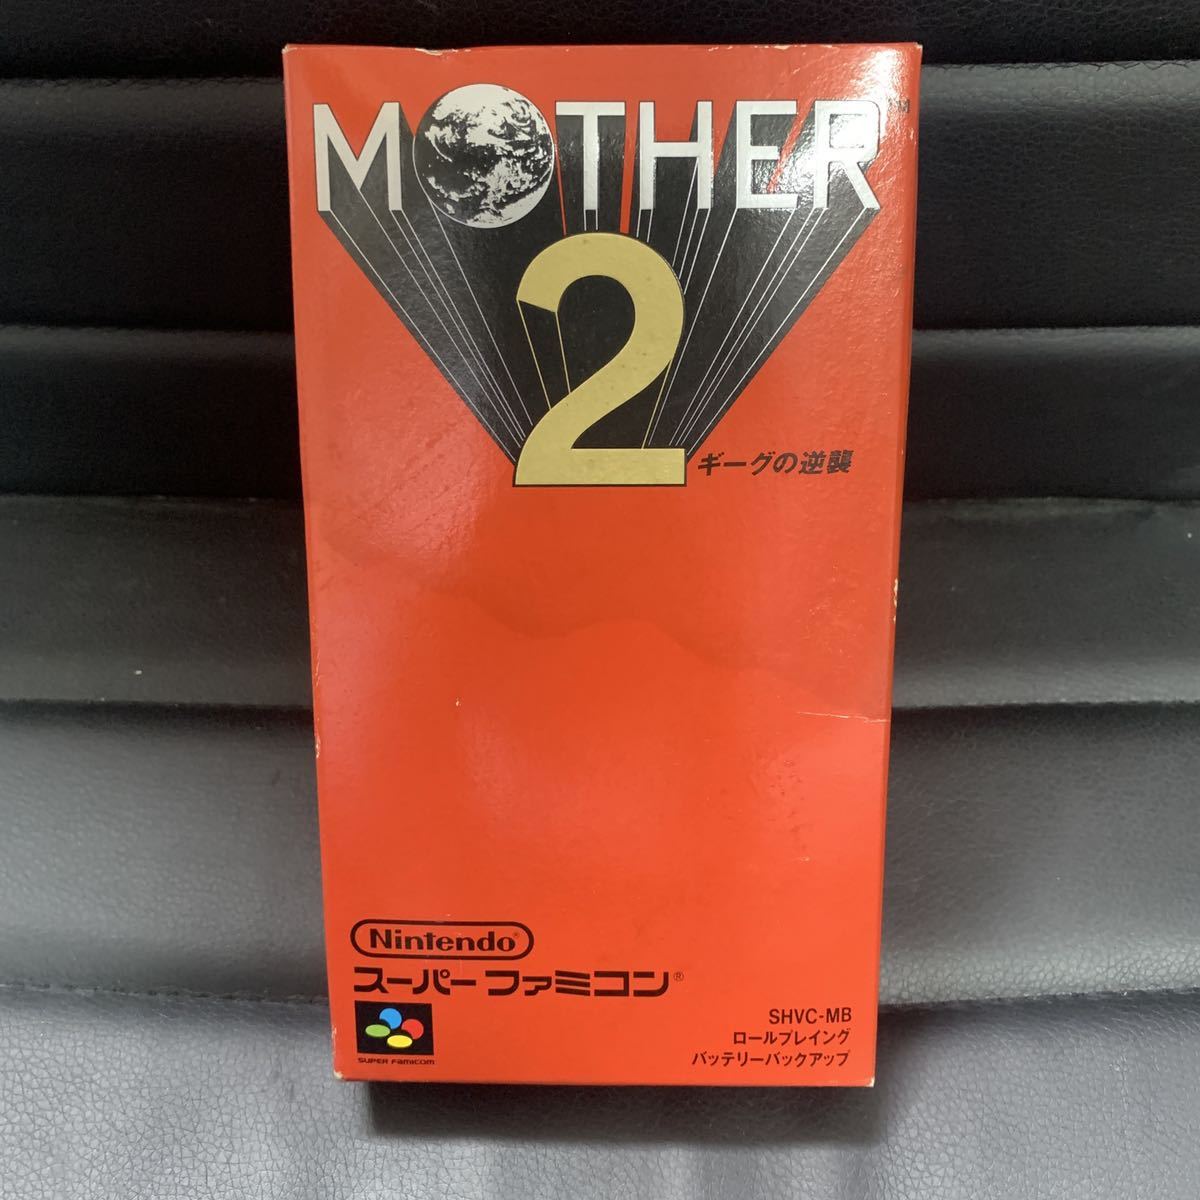 MOTHER™
2
ギーグの逆襲
Nintendo®
スーパーファミコン®
SUPER FAMICOM
SHVC-MB
ロールプレイング
バッテリーバックアップ